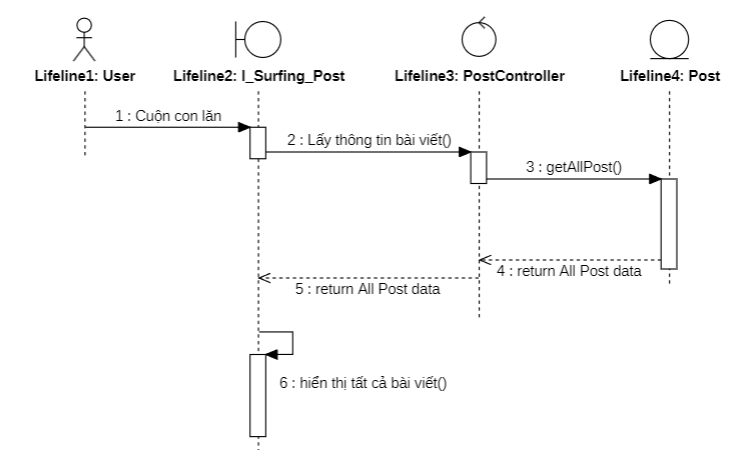 Lifeline1: User
Lifeline2: I_Surfing_Post
Lifeline3: PostController
Lifeline4: Post
1 : Cuộn con lăn
2 : Lấy thông tin bài viết()
3 : getAllPost()
4 : return All Post data
5 : return All Post data
6 : hiển thị tất cả bài viết()